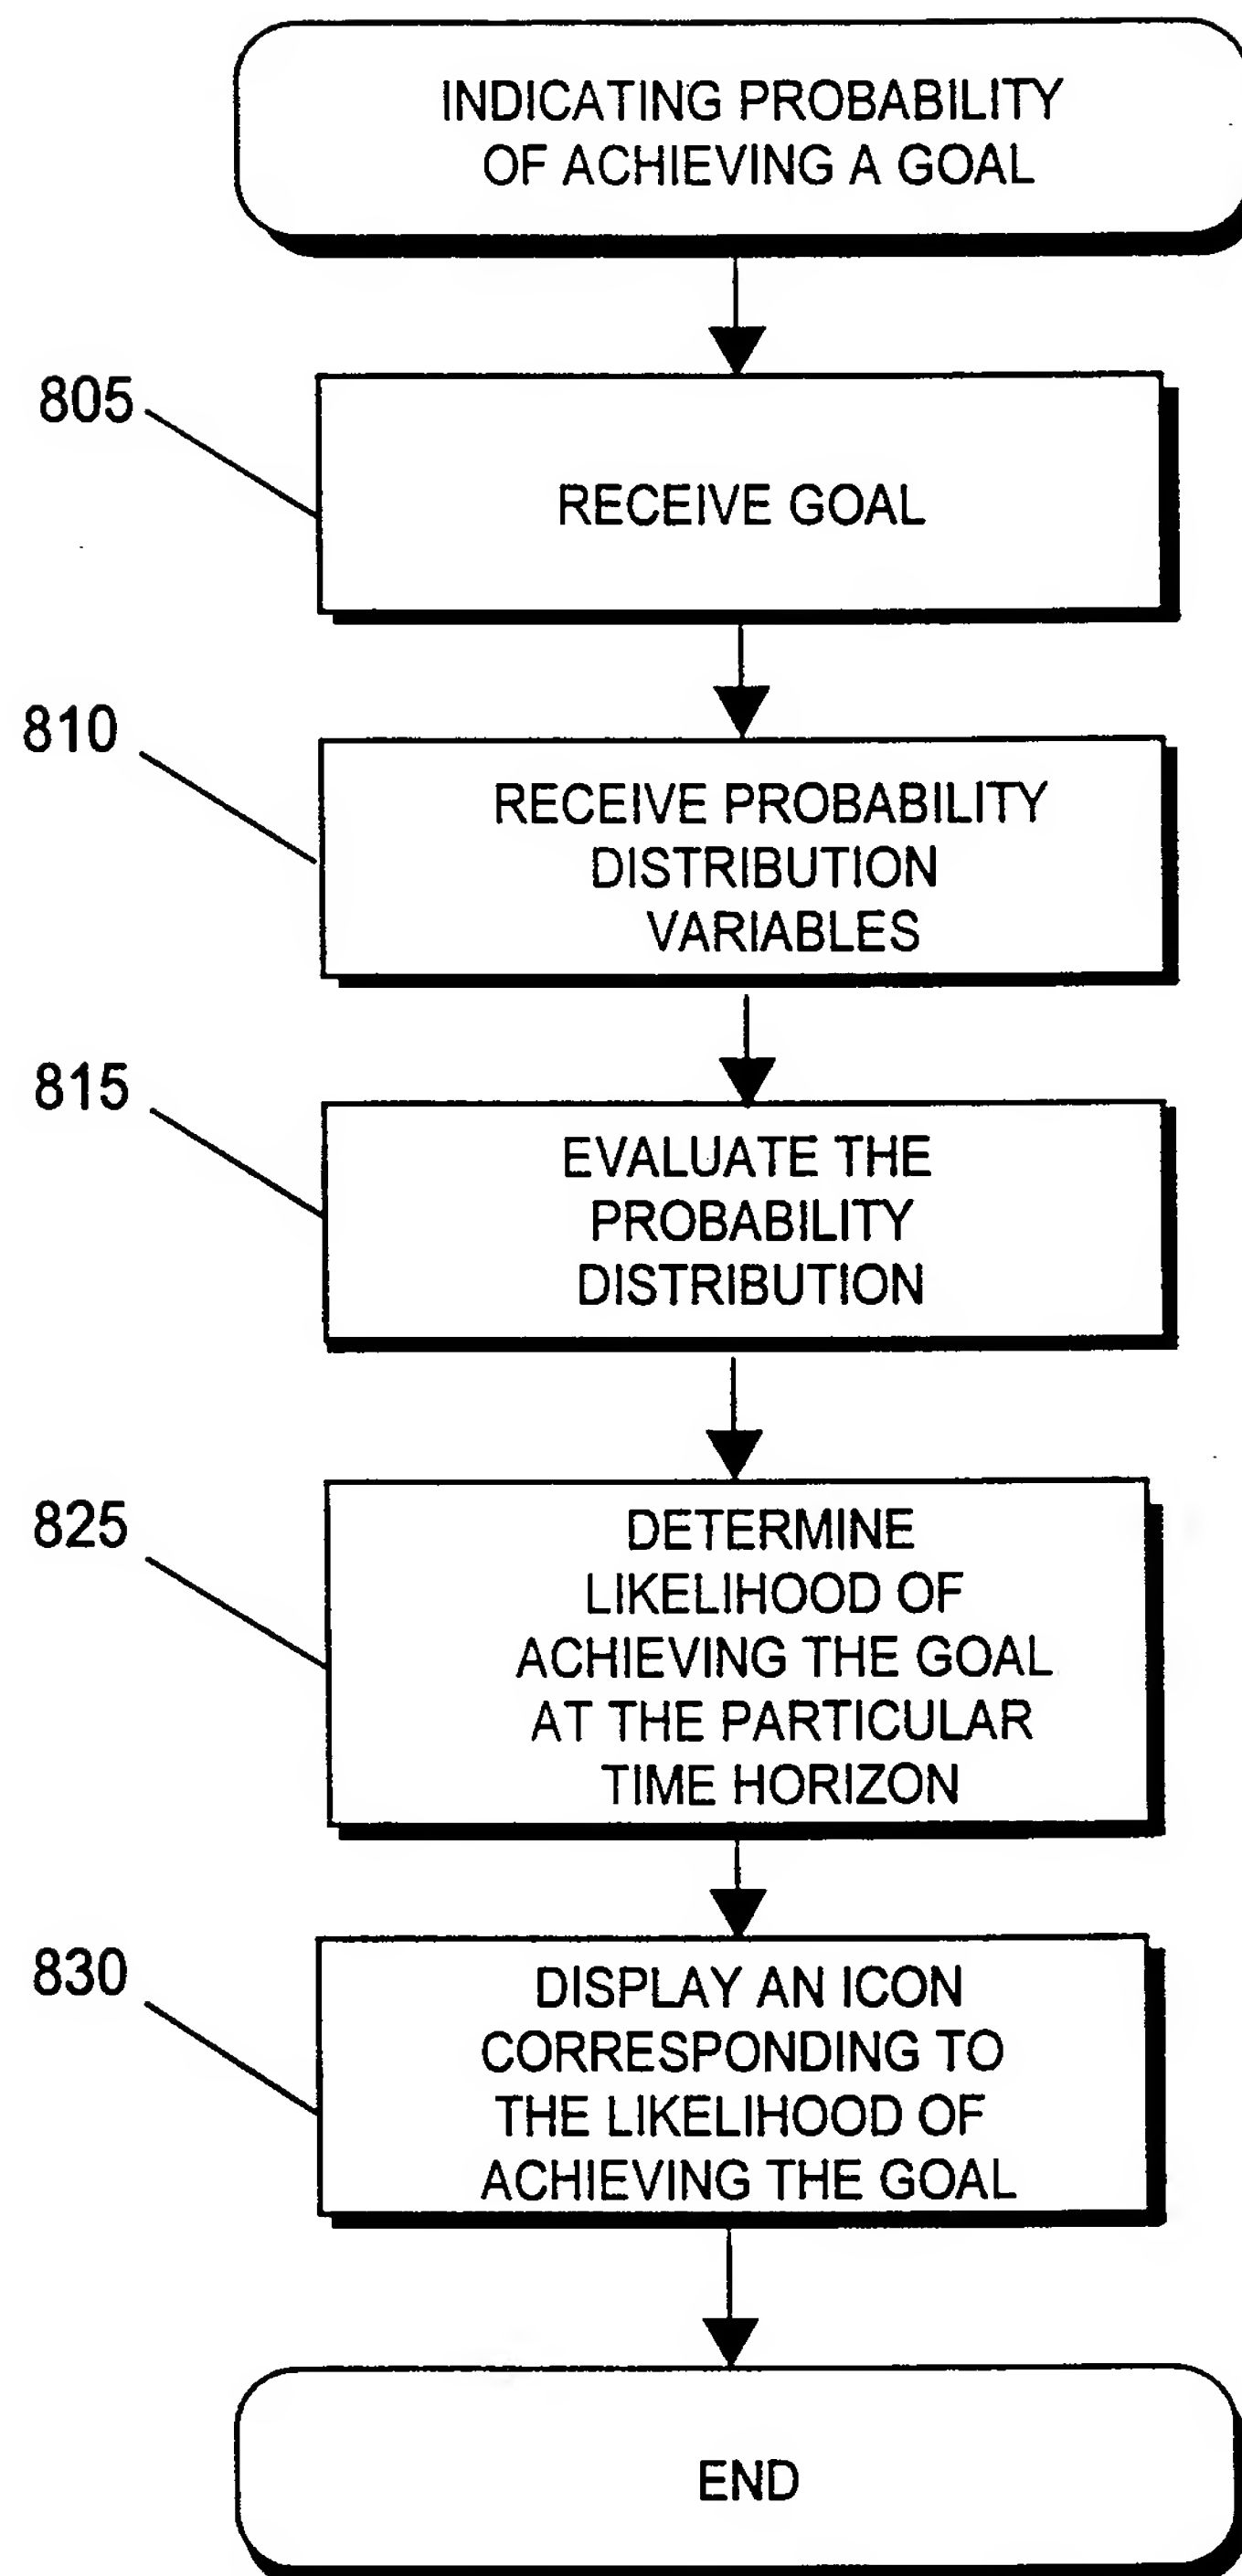 INDICATING PROBABILITY
OF ACHIEVING A GOAL
805
RECEIVE GOAL
810
RECEIVE PROBABILITY
DISTRIBUTION
VARIABLES
815
EVALUATE THE
PROBABILITY
DISTRIBUTION
825
DETERMINE
LIKELIHOOD OF
ACHIEVING THE GOAL
AT THE PARTICULAR
TIME HORIZON
830
DISPLAY AN ICON
CORRESPONDING TO
THE LIKELIHOOD OF
ACHIEVING THE GOAL
END